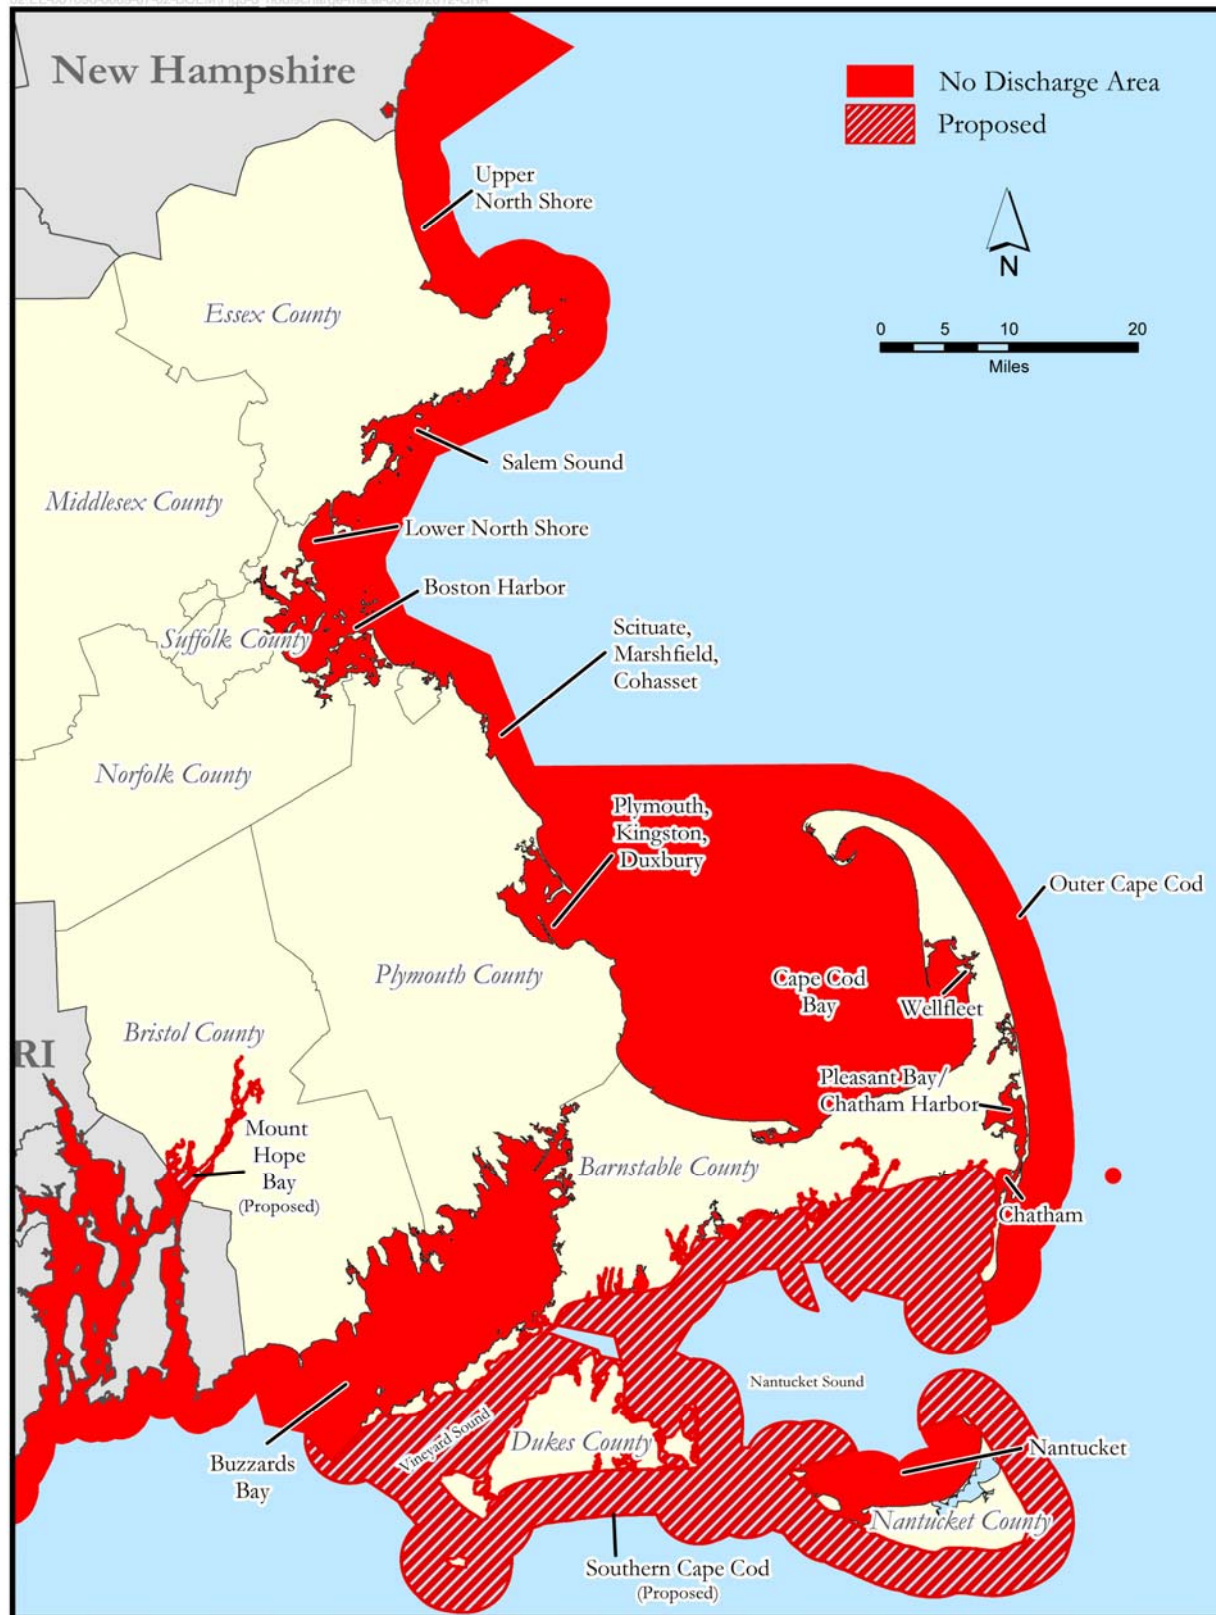 New Hampshire
No Discharge Area
Proposed
Upper
North Shore
N
0 5 10 20
Miles
Essex County
Salem Sound
Middlesex County
Lower North Shore
Boston Harbor
Suffolk County
Scituate,
Marshfield,
Cohasset
Norfolk County
Plymouth,
Kingston,
Duxbury
Outer Cape Cod
Plymouth County
Cape Cod
Bay
Wellfleet
Bristol County
RI
Pleasant Bay/
Chatham Harbor
Mount
Hope
Bay
(Proposed)
Barnstable County
Chatham
Nantucket Sound
Vineyard Sound
Dukes County
Nantucket
Buzzards
Bay
Nantucket County
Southern Cape Cod
(Proposed)